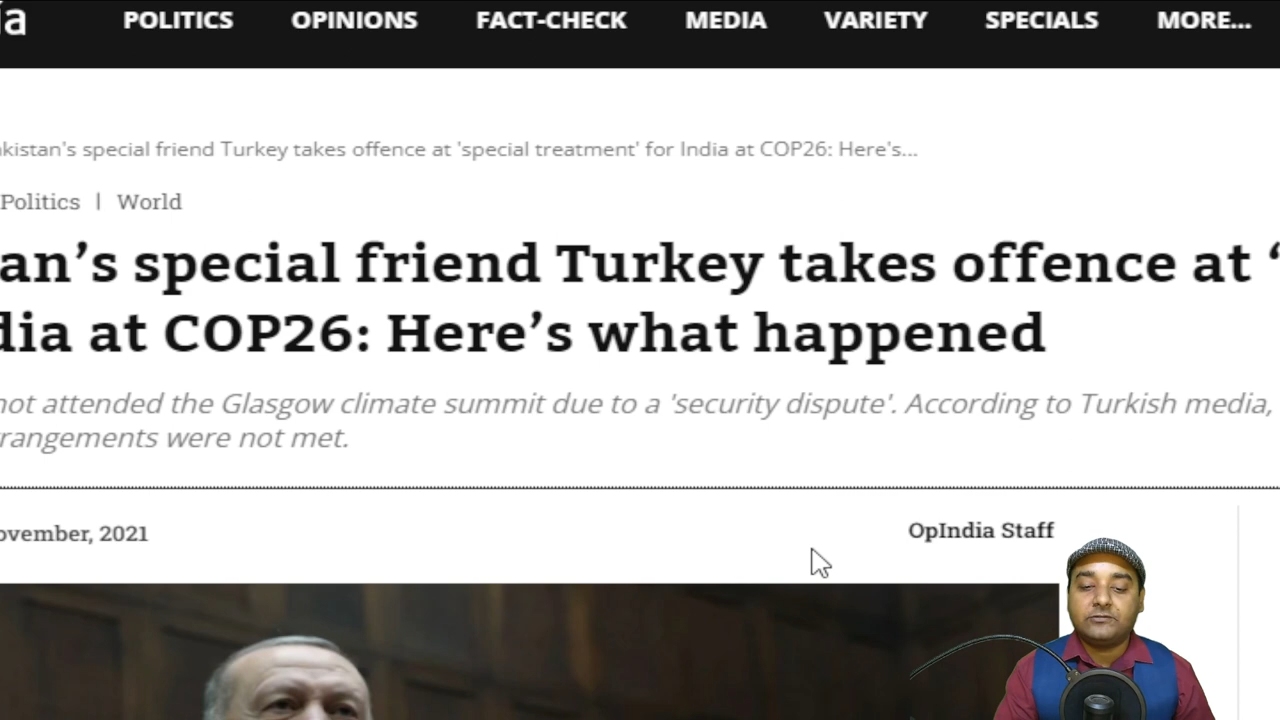 ia
POLITICS OPINIONS FACT-CHECK MEDIA VARIETY SPECIALS MORE...
akistan's special friend Turkey takes offence at 'special treatment' for India at COP26: Here's...
Politics | World
an’s special friend Turkey takes offence at ‘
dia at COP26: Here’s what happened
not attended the Glasgow climate summit due to a 'security dispute'. According to Turkish media,
rangements were not met.
ovember, 2021
OpIndia Staff